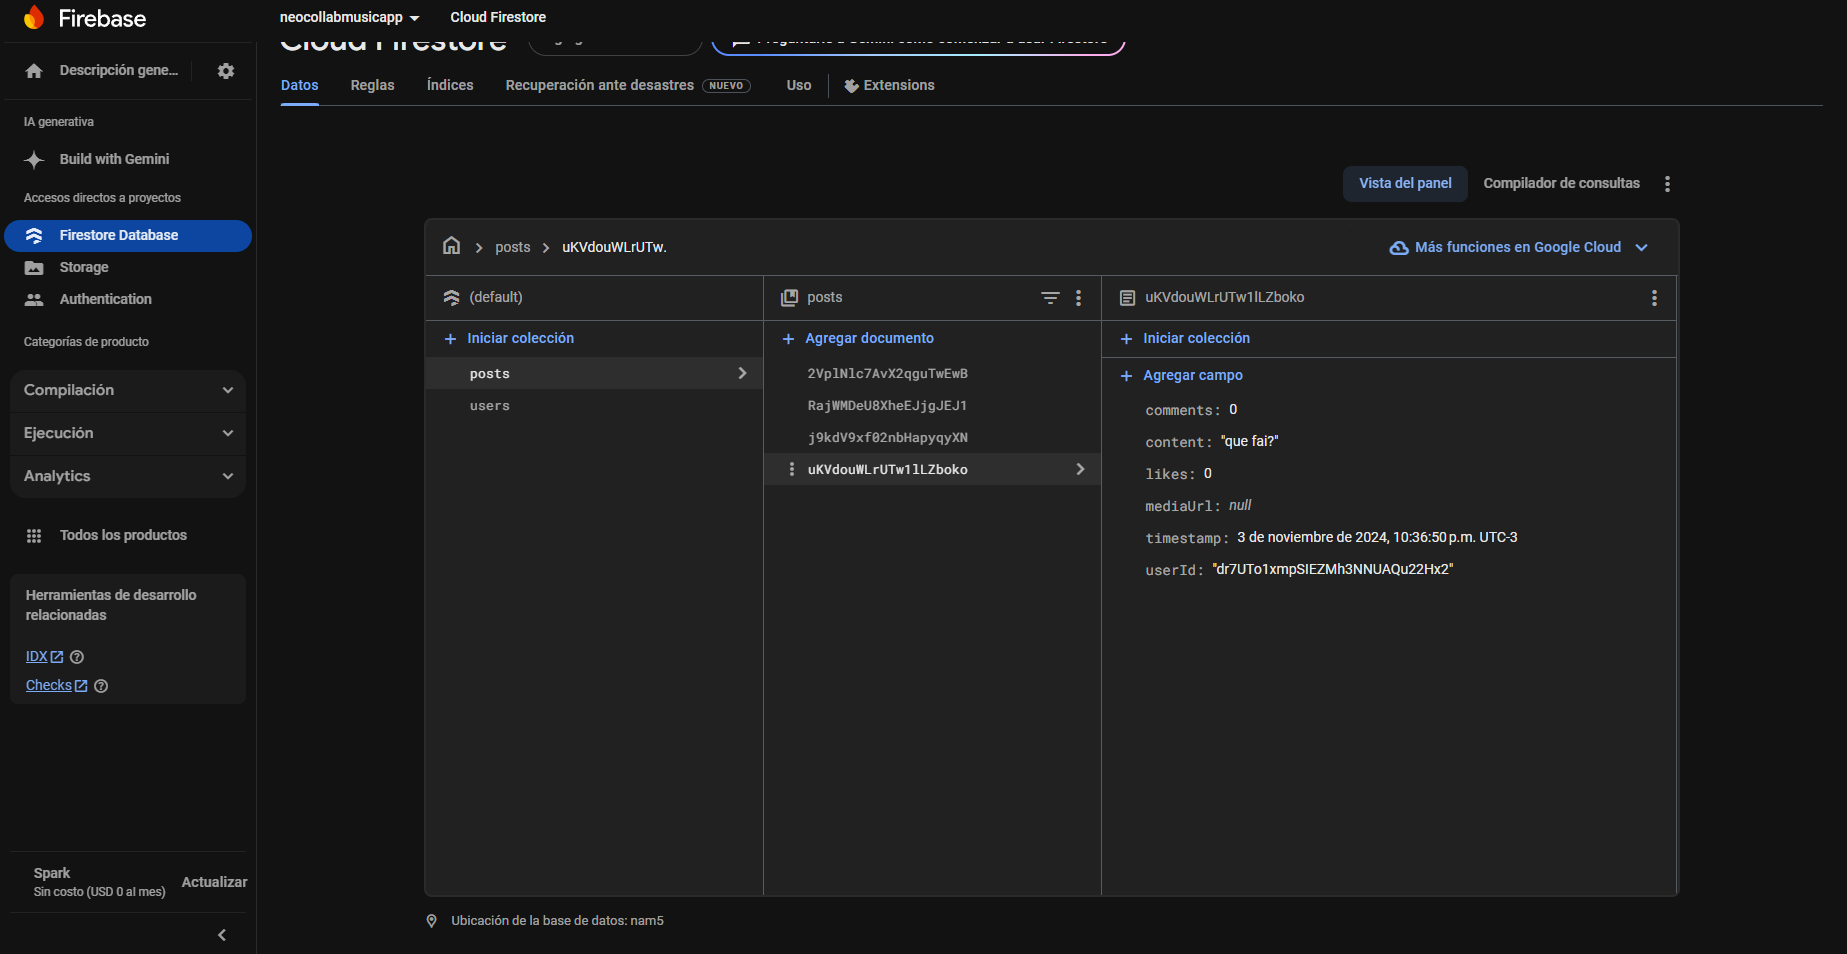 Firebase
neocollabmusicapp
Cloud Firestore
Cloud Firestore
Descripción gene...
Datos
Reglas
Índices
Recuperación ante desastres
NUEVO
Uso
Extensions
IA generativa
Build with Gemini
Accesos directos a proyectos
Firestore Database
Storage
Authentication
Categorías de producto
Compilación
Ejecución
Analytics
Todos los productos
Herramientas de desarrollo
relacionadas
IDX
Checks
Spark
Sin costo (USD 0 al mes)
Actualizar
Vista del panel
Compilador de consultas
posts
uKVdouWLrUTw.
Más funciones en Google Cloud
(default)
Iniciar colección
posts
users
posts
Agregar documento
2VplNlc7AvX2qguTwEwB
RajWMDeU8XheEJjgJEJ1
j9kdV9xf02nbHapyqyXN
uKVdouWLrUTw1lLZboko
uKVdouWLrUTw1lLZboko
Iniciar colección
Agregar campo
comments: 0
content: "que fai?"
likes: 0
mediaUrl: null
timestamp: 3 de noviembre de 2024, 10:36:50 p.m. UTC-3
userId: "dr7UTo1xmpSIEZMh3NNUAQu22Hx2"
Ubicación de la base de datos: nam5